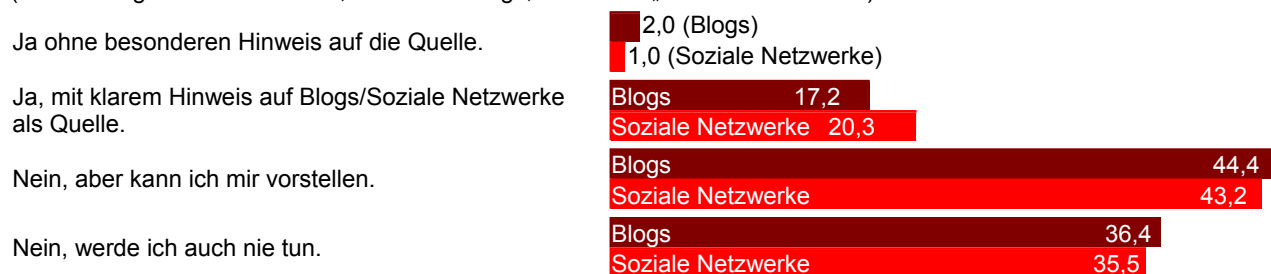 Ja ohne besonderen Hinweis auf die Quelle.
2,0 (Blogs)
1,0 (Soziale Netzwerke)
Ja, mit klarem Hinweis auf Blogs/Soziale Netzwerke
als Quelle.
Blogs 17,2
Soziale Netzwerke 20,3
Nein, aber kann ich mir vorstellen.
Blogs 44,4
Soziale Netzwerke 43,2
Nein, werde ich auch nie tun.
Blogs 36,4
Soziale Netzwerke 35,5